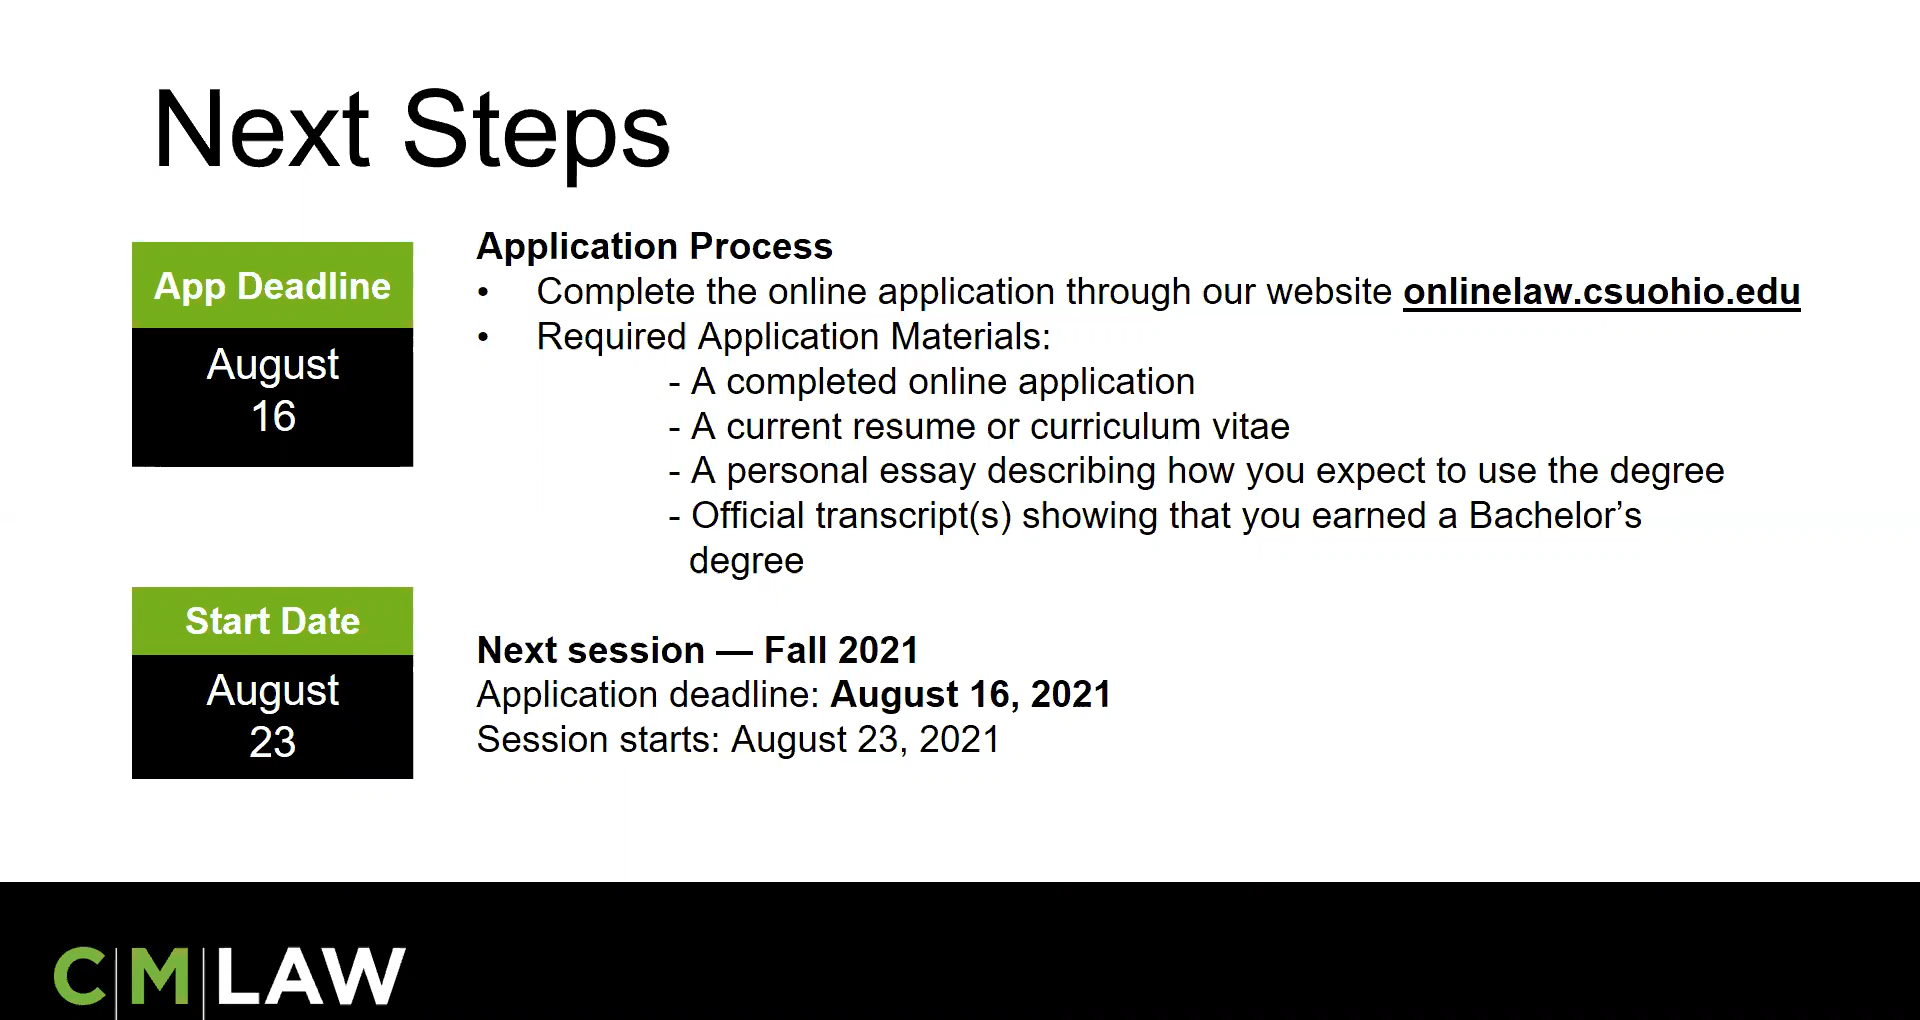 Next Steps
App Deadline
August
16
Application Process
• Complete the online application through our website onlinelaw.csuohio.edu
• Required Application Materials:
- A completed online application
- A current resume or curriculum vitae
- A personal essay describing how you expect to use the degree
- Official transcript(s) showing that you earned a Bachelor’s
degree
Start Date
August
23
Next session — Fall 2021
Application deadline: August 16, 2021
Session starts: August 23, 2021
C|M|LAW